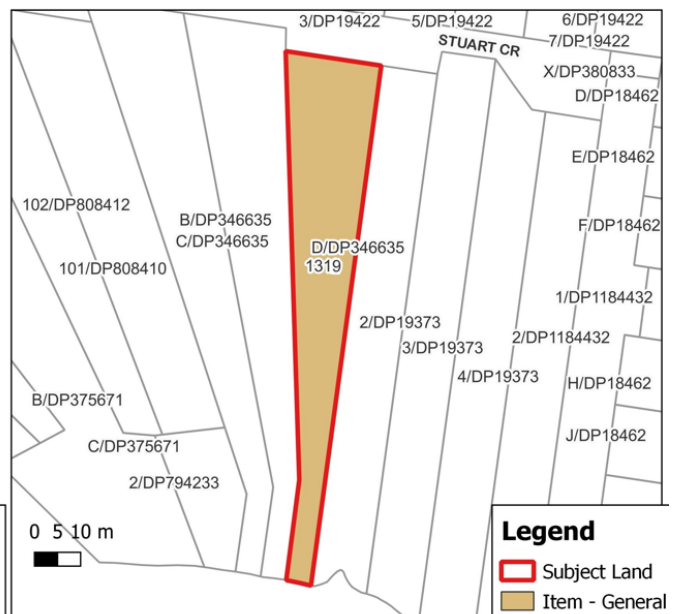 3/DP19422
5/DP19422
6/DP19422
7/DP19422
STUART CR
X/DP380833
D/DP18462
E/DP18462
102/DP808412
B/DP346635
C/DP346635
F/DP18462
D/DP346635
1319
101/DP808410
1/DP1184432
2/DP19373
2/DP1184432
3/DP19373
4/DP19373
H/DP18462
B/DP375671
J/DP18462
C/DP375671
2/DP794233
0 5 10 m
Legend
Subject Land
Item - General